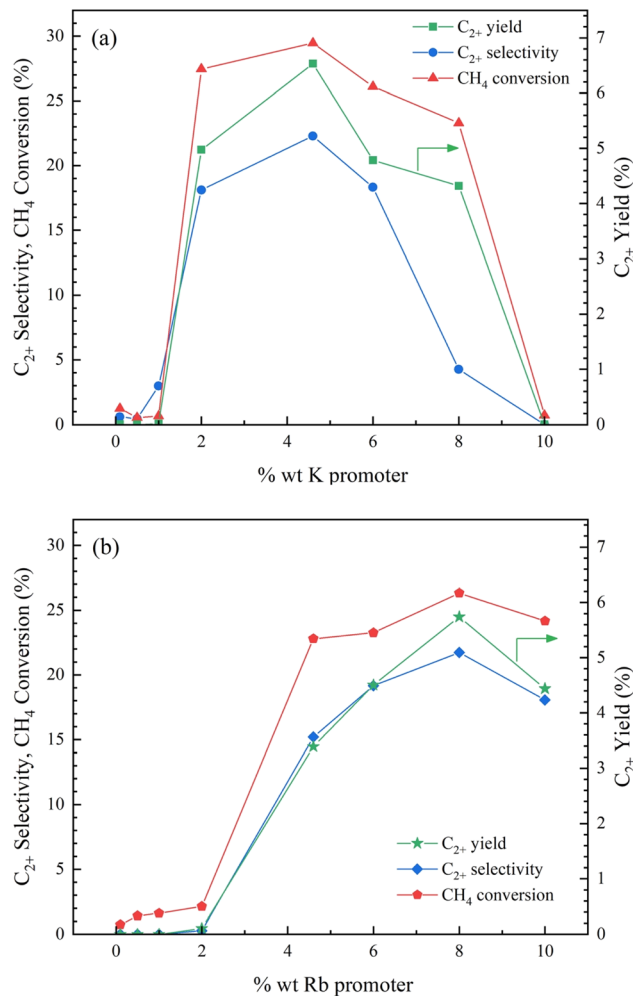 (a)
C₂₊ yield
C₂₊ selectivity
CH₄ conversion
C₂₊ Selectivity, CH₄ Conversion (%)
30
25
20
15
10
5
0
7
6
5
4
3
2
1
0
C₂₊ Yield (%)
0 2 4 6 8 10
% wt K promoter
(b)
C₂₊ Selectivity, CH₄ Conversion (%)
30
25
20
15
10
5
0
7
6
5
4
3
2
1
0
C₂₊ Yield (%)
C₂₊ yield
C₂₊ selectivity
CH₄ conversion
0 2 4 6 8 10
% wt Rb promoter